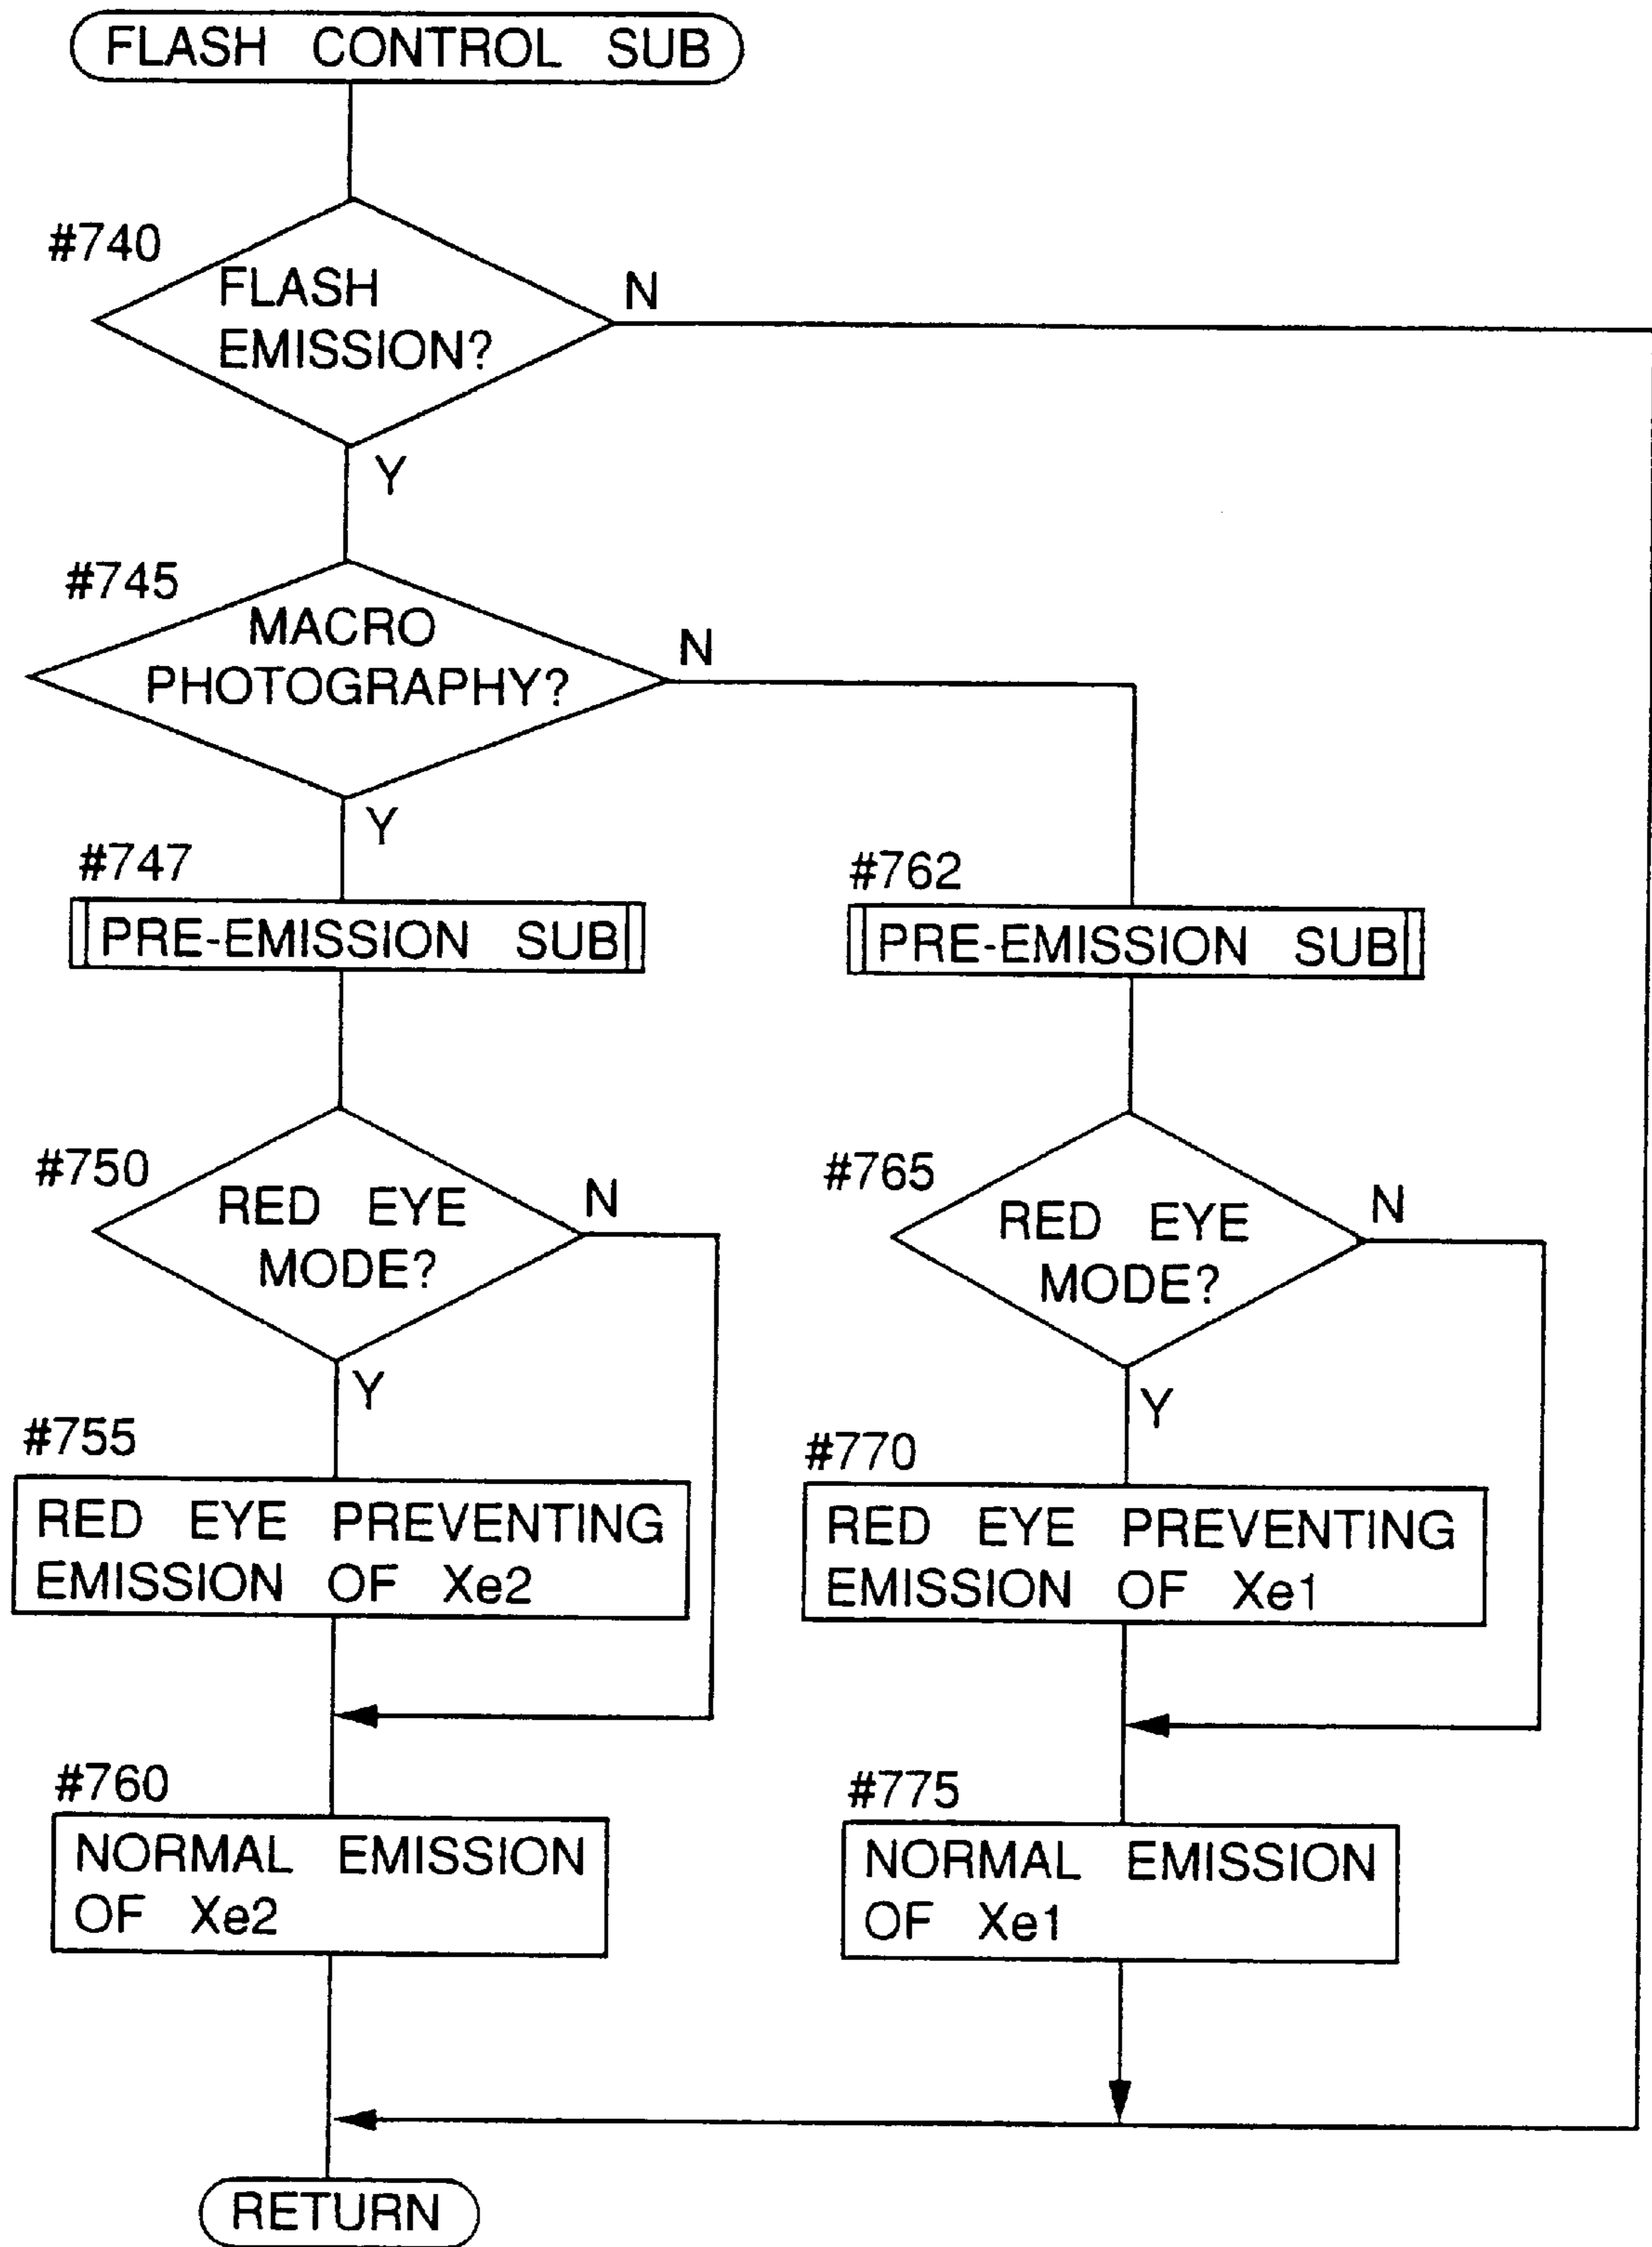 FLASH CONTROL SUB
#740
FLASH
EMISSION?
N
Y
#745
MACRO
PHOTOGRAPHY?
N
Y
#747
PRE-EMISSION SUB
#762
PRE-EMISSION SUB
#750
RED EYE
MODE?
N
Y
#765
RED EYE
MODE?
N
Y
#755
RED EYE PREVENTING
EMISSION OF Xe2
#770
RED EYE PREVENTING
EMISSION OF Xe1
#760
NORMAL EMISSION
OF Xe2
#775
NORMAL EMISSION
OF Xe1
RETURN